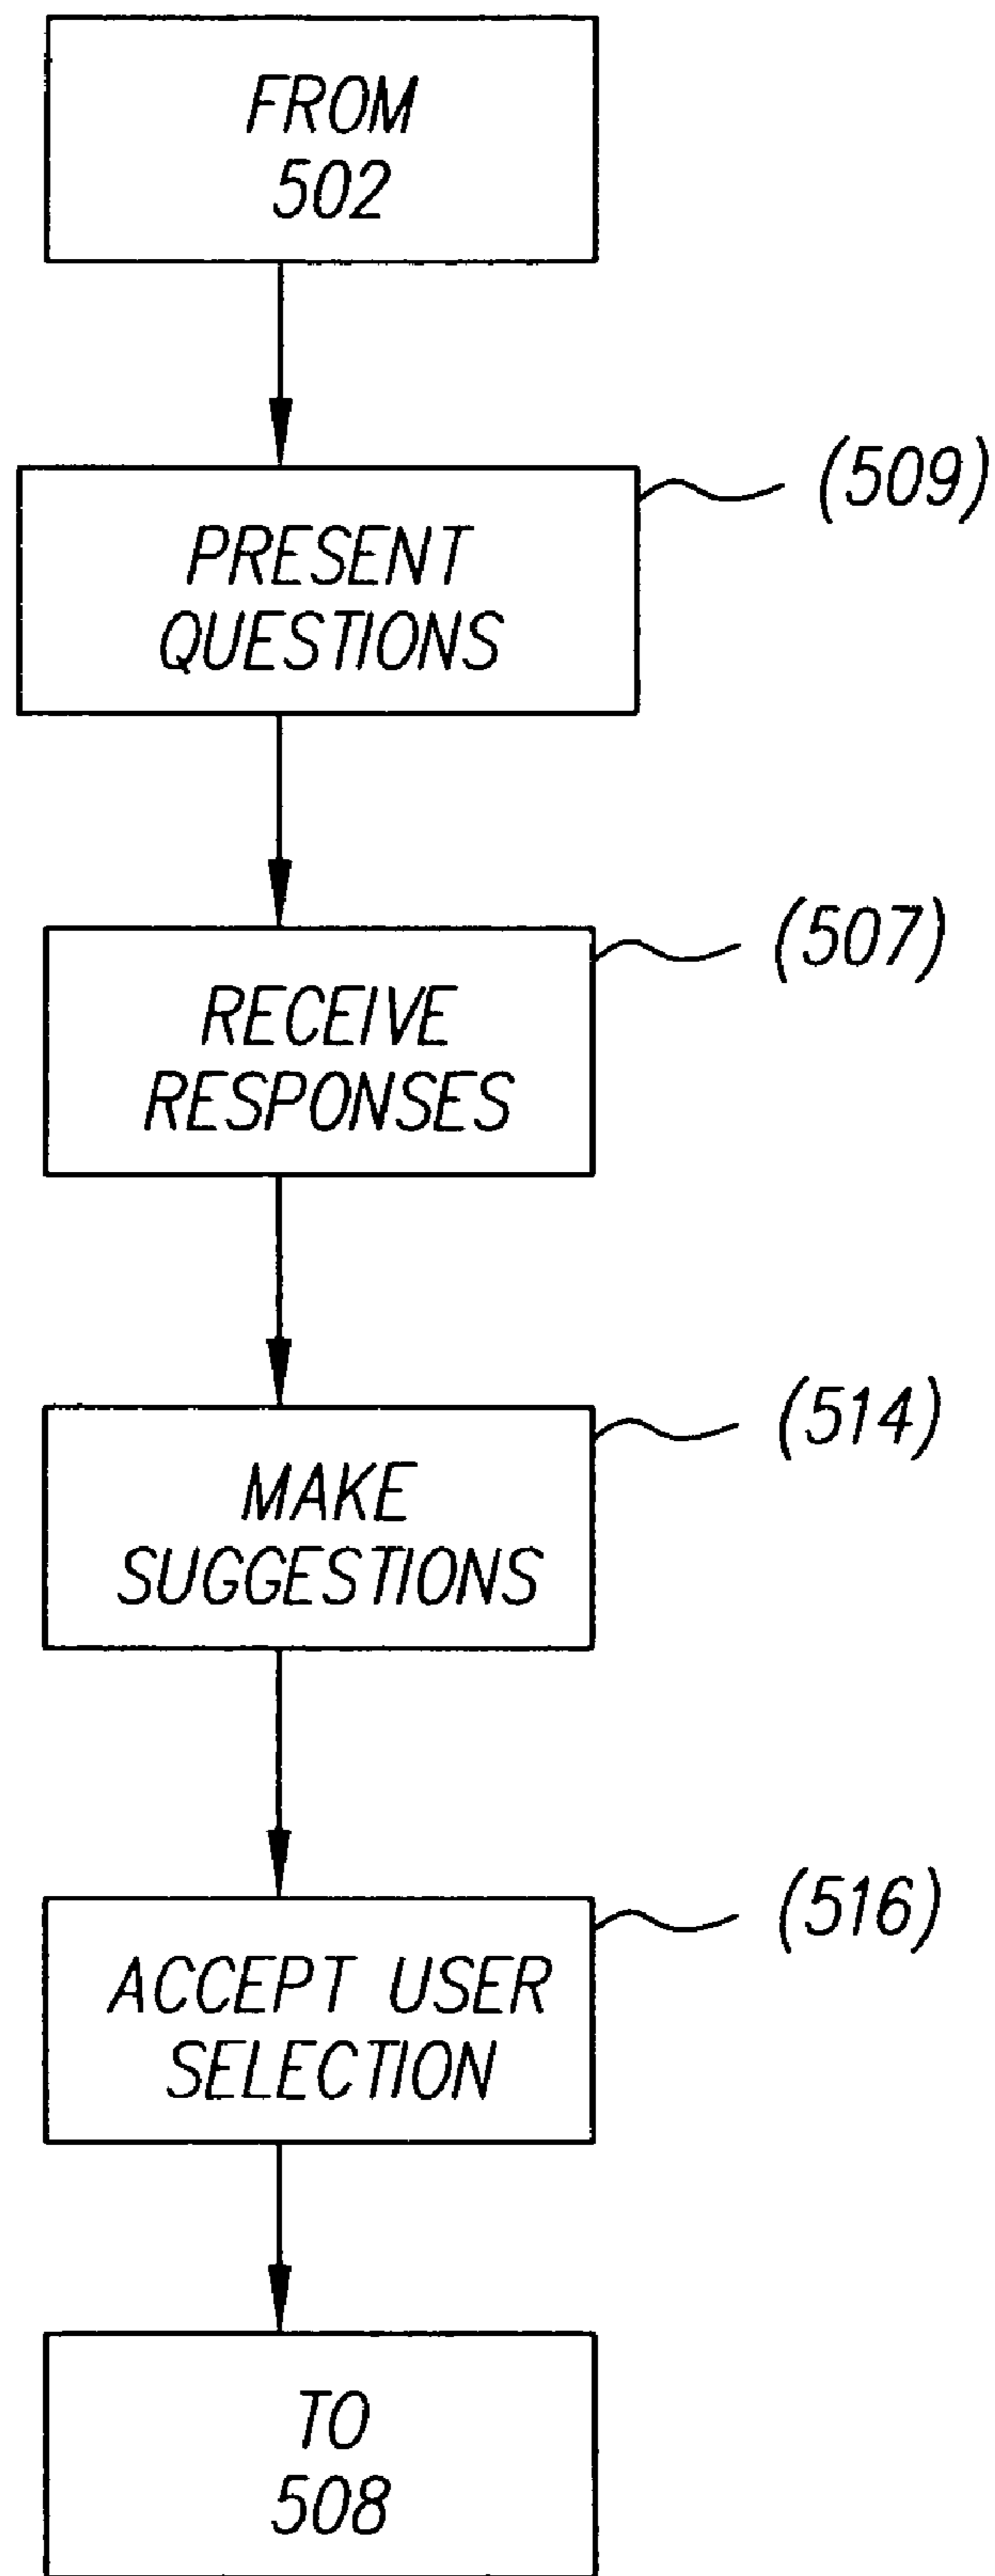 FROM
502
(509)
PRESENT
QUESTIONS
(507)
RECEIVE
RESPONSES
(514)
MAKE
SUGGESTIONS
(516)
ACCEPT USER
SELECTION
TO
508